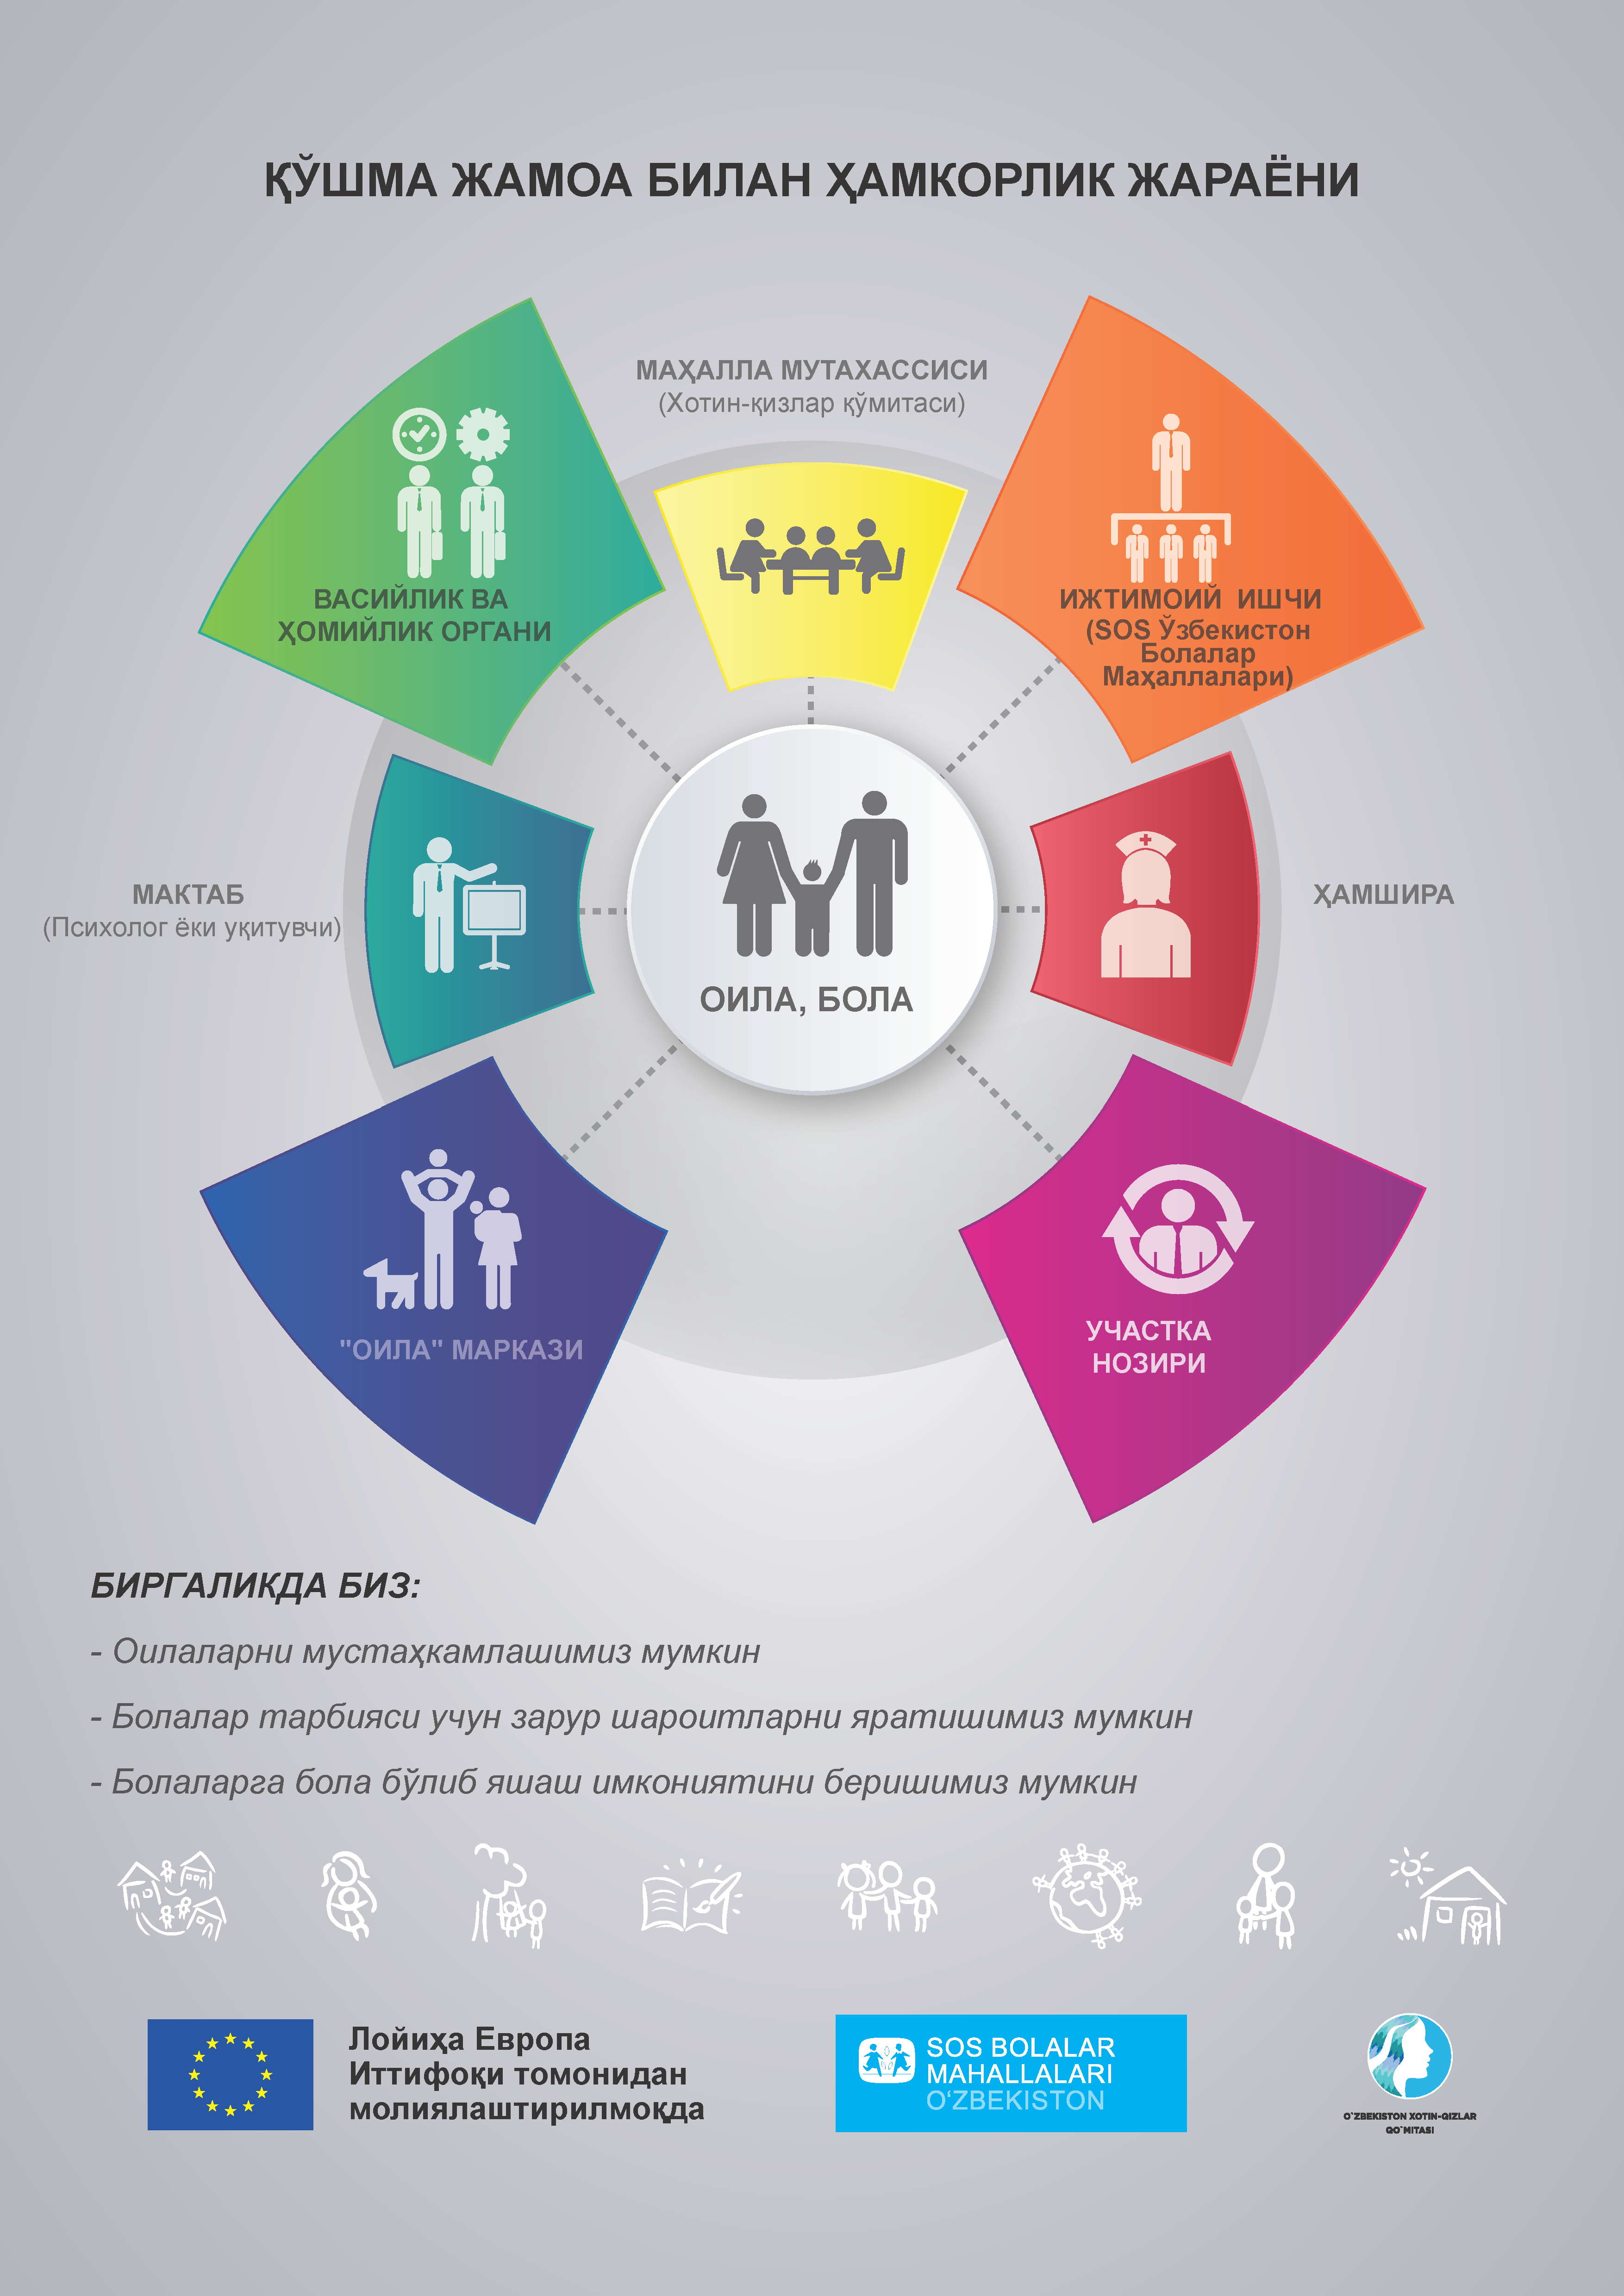 ҚЎШМА ЖАМОА БИЛАН ҲАМКОРЛИК ЖАРАЁНИ
МАҲАЛЛА МУТАХАССИСИ
(Хотин-қизлар қўмитаси)
ВАСИЙЛИК ВА
ҲОМИЙЛИК ОРГАНИ
ИЖТИМОИЙ ИШЧИ
(SOS Ўзбекистон
Болалар
Маҳаллалари)
МАКТАБ
(Психолог ёки уқитувчи)
ОИЛА, БОЛА
ҲАМШИРА
"ОИЛА" МАРКАЗИ
УЧАСТКА
НОЗИРИ
БИРГАЛИКДА БИЗ:
- Оилаларни мустаҳкамлашимиз мумкин
- Болалар тарбияси учун зарур шароитларни яратишимиз мумкин
- Болаларга бола бўлиб яшаш имкониятини беришимиз мумкин
Лойиҳа Европа
Иттифоқи томонидан
молиялаштирилмоқда
SOS BOLALAR
MAHALLALARI
O‘ZBEKISTON
O`ZBEKISTON XOTIN-QIZLAR
QO`MITASI